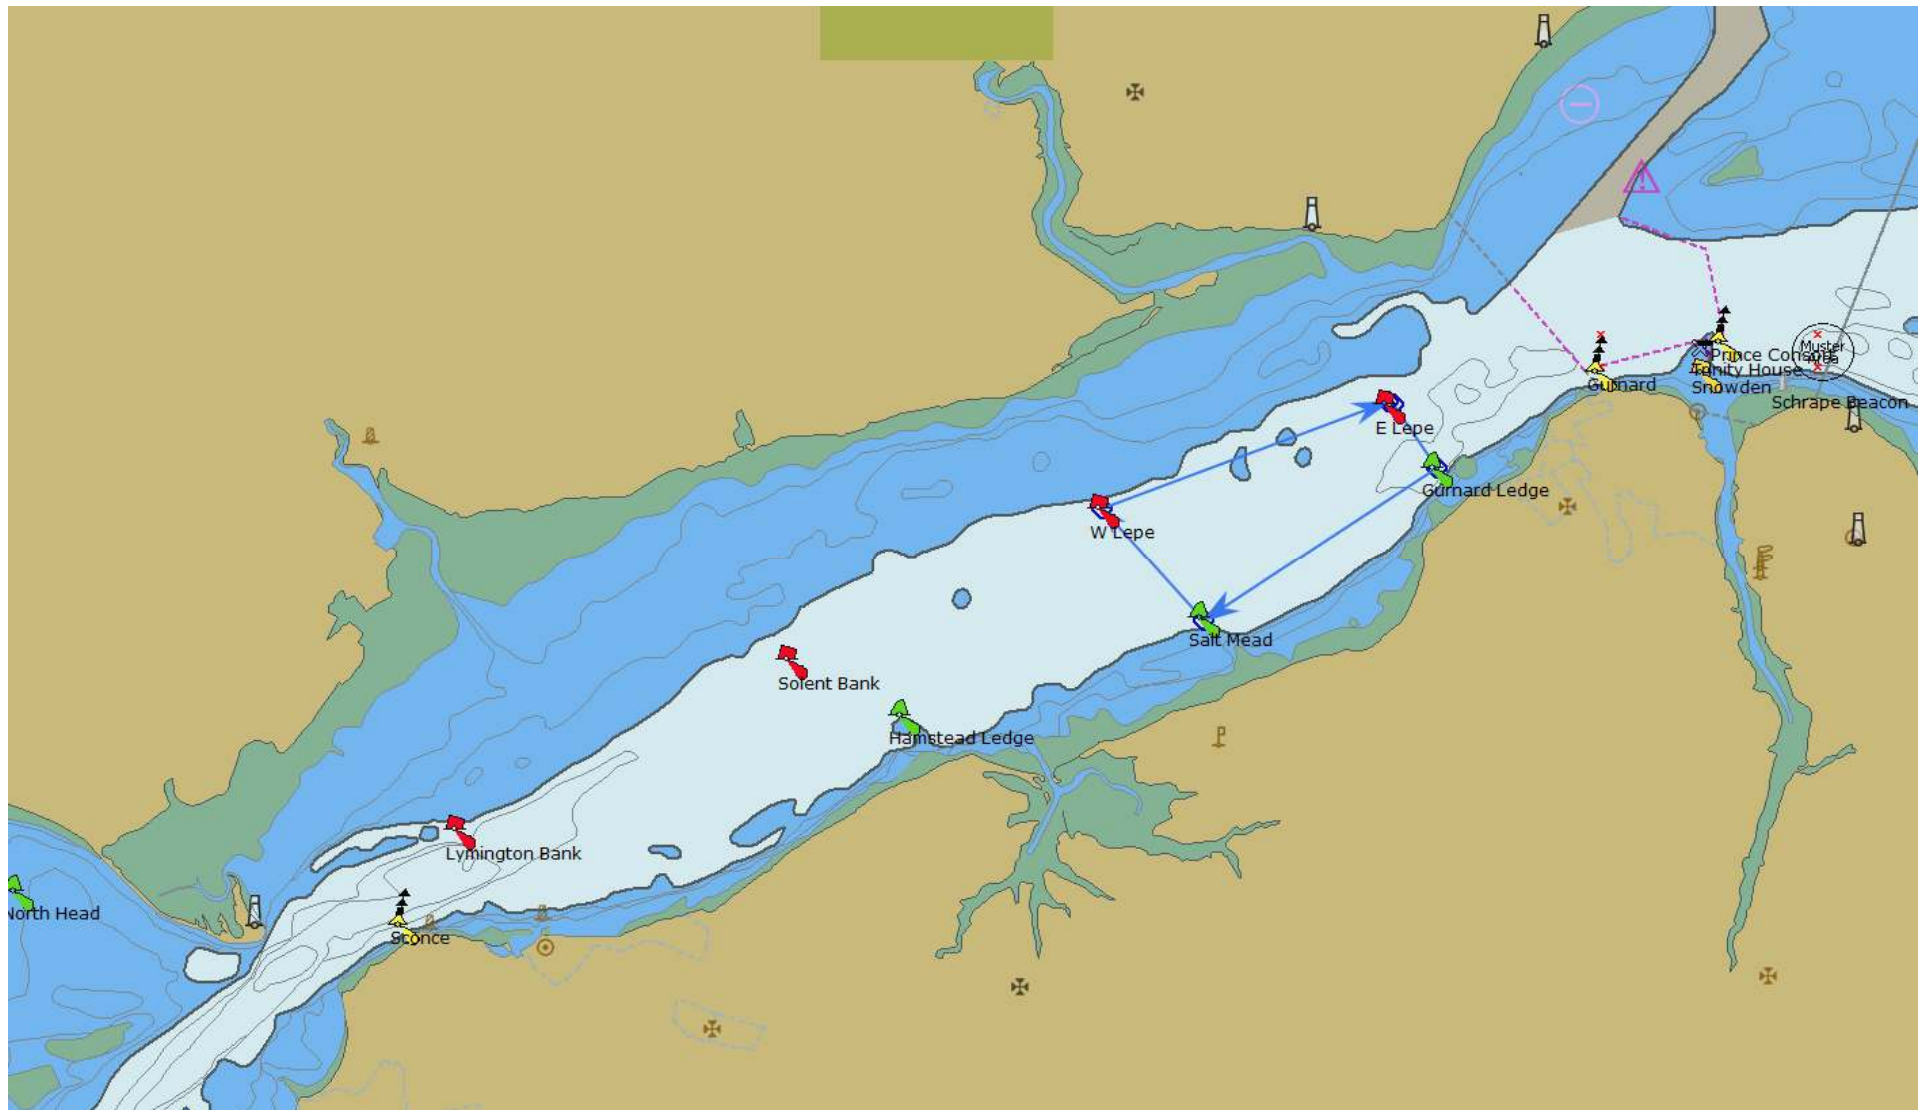 Muster
Area
Prince Consort
Trinity House
Gurnard
Snowden
Schrape Beacon
E Lepe
Gurnard Ledge
W Lepe
Salt Mead
Solent Bank
Hamstead Ledge
Lymington Bank
North Head
Sconce